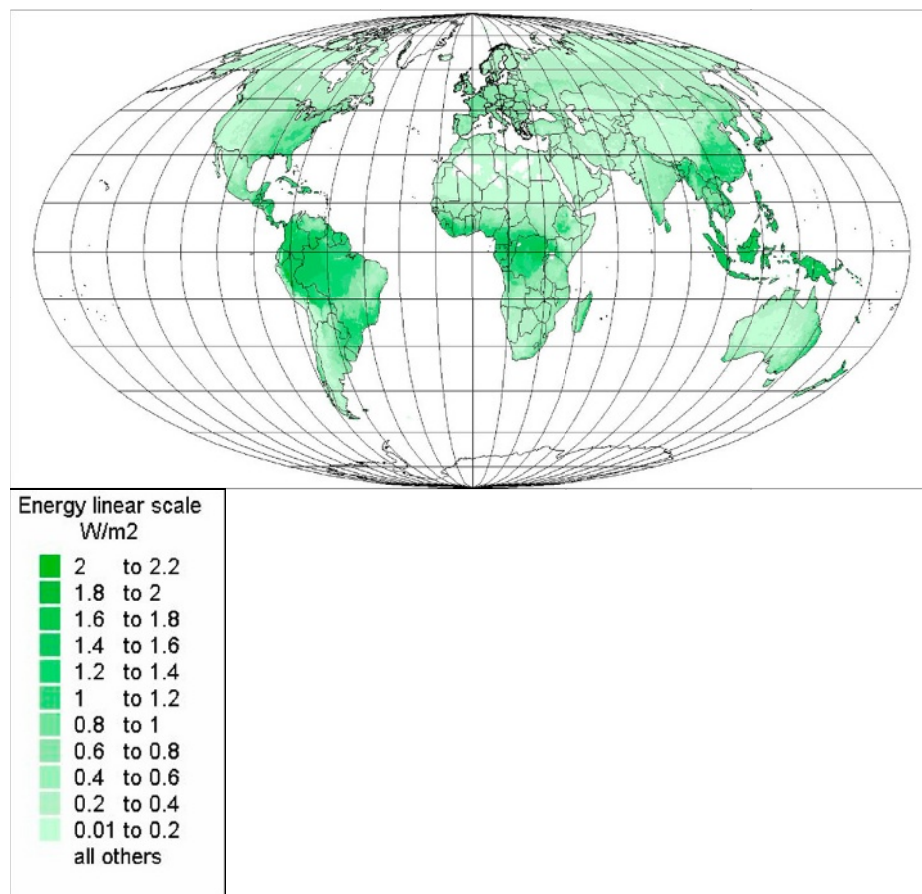 Energy linear scale
W/m2
2 to 2.2
1.8 to 2
1.6 to 1.8
1.4 to 1.6
1.2 to 1.4
1 to 1.2
0.8 to 1
0.6 to 0.8
0.4 to 0.6
0.2 to 0.4
0.01 to 0.2
all others